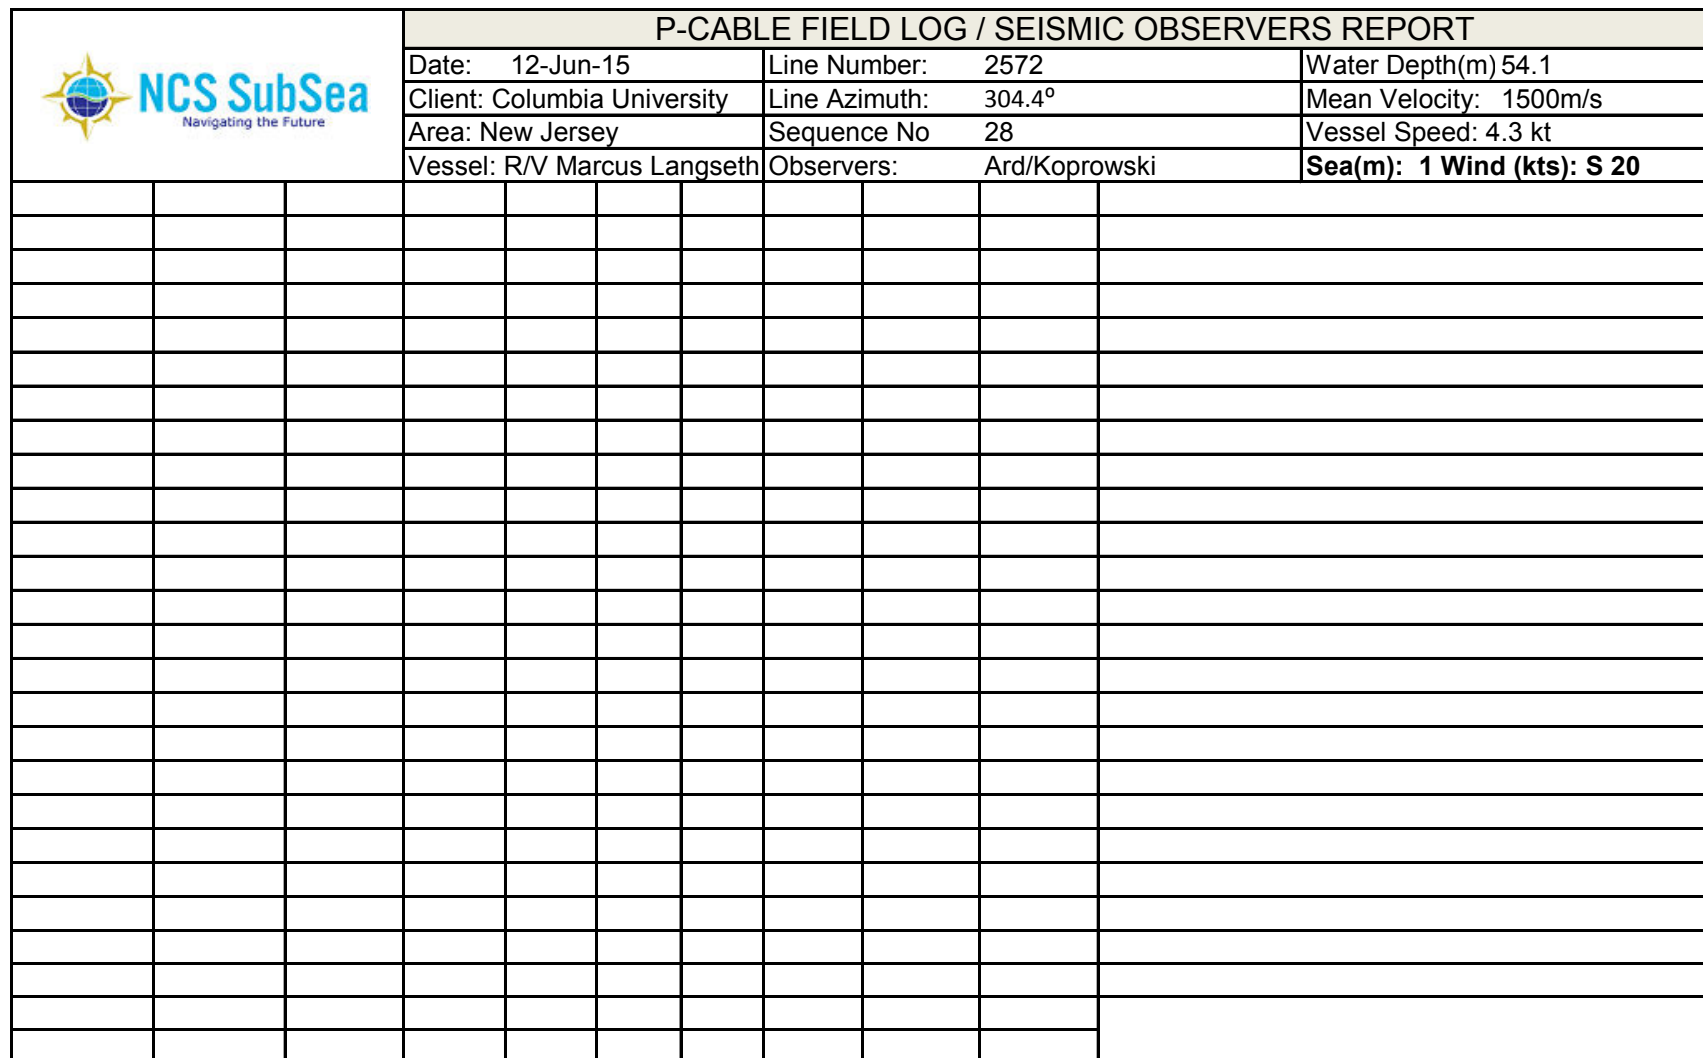 P-CABLE FIELD LOG / SEISMIC OBSERVERS REPORT
NCS SubSea
Navigating the Future
Date: 12-Jun-15 Line Number: 2572 Water Depth(m) 54.1
Client: Columbia University Line Azimuth: 304.4⁰ Mean Velocity: 1500m/s
Area: New Jersey Sequence No 28 Vessel Speed: 4.3 kt
Vessel: R/V Marcus Langseth Observers: Ard/Koprowski Sea(m): 1 Wind (kts): S 20